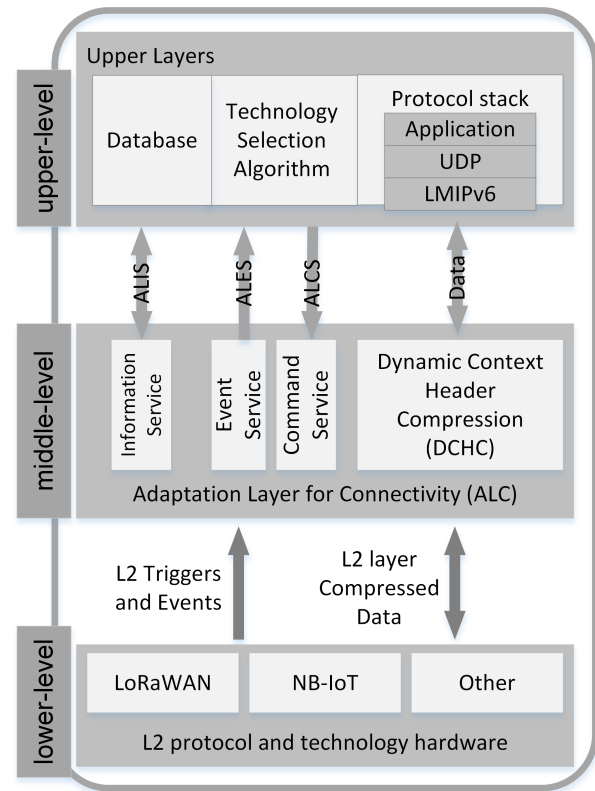 upper-level
Upper Layers
Database
Technology
Selection
Algorithm
Protocol stack
Application
UDP
LMIPv6
ALIS
ALES
ALCS
Data
middle-level
Information
Service
Event
Service
Command
Service
Dynamic Context
Header
Compression
(DCHC)
Adaptation Layer for Connectivity (ALC)
L2 Triggers
and Events
L2 layer
Compressed
Data
lower-level
LoRaWAN
NB-IoT
Other
L2 protocol and technology hardware